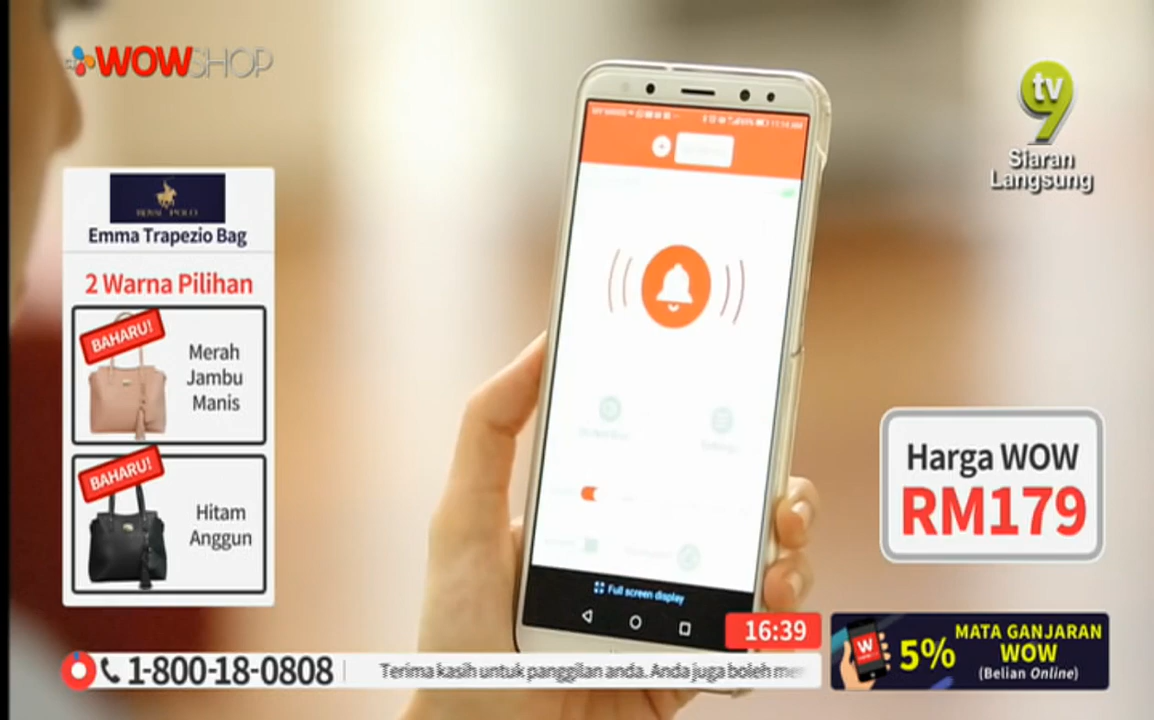 WOWSHOP
tv9
Siaran
Langsung
ROYAL POLO
Emma Trapezio Bag
2 Warna Pilihan
BAHARU!
Merah
Jambu
Manis
BAHARU!
Hitam
Anggun
Full screen display
Harga WOW
RM179
16:39
1-800-18-0808
Terima kasih untuk panggilan anda. Anda juga boleh
W
5%
MATA GANJARAN
WOW
(Belian Online)